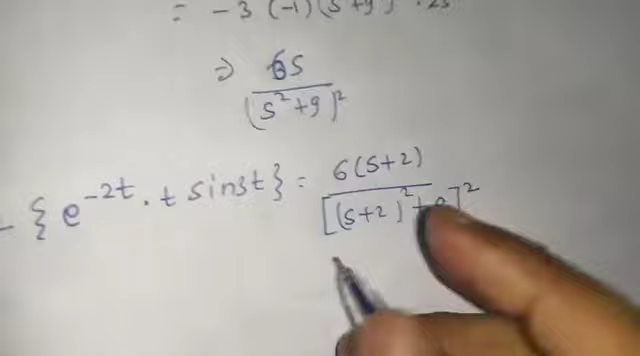 = -3 (-1) (s²+9)⁻² · 2s
⇒ 6s / (s²+9)²
{ e^{-2t} . t sin3t } = 6(s+2) / [(s+2)²+9]²